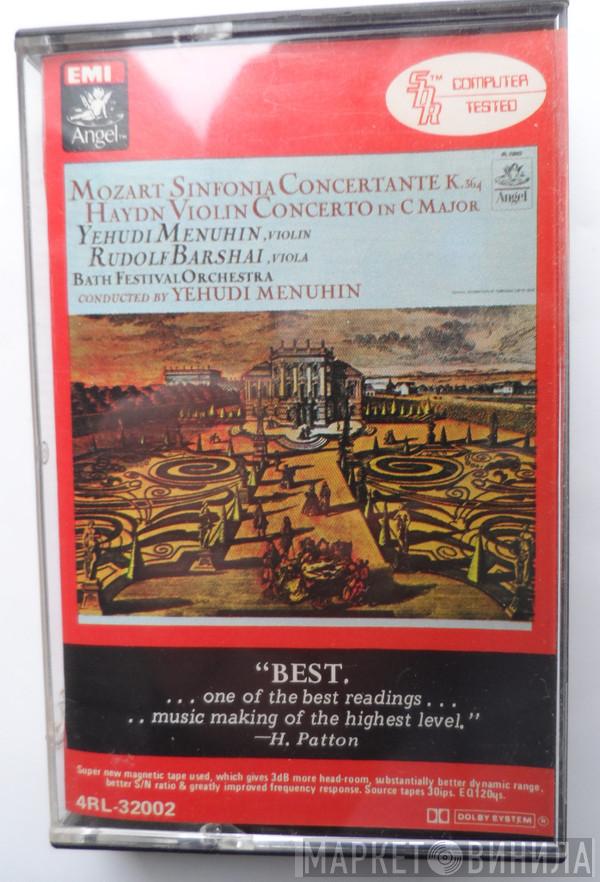 EMI
Angel™
SDR™ COMPUTER
TESTED
MOZART SINFONIA CONCERTANTE K.364
HAYDN VIOLIN CONCERTO IN C MAJOR
YEHUDI MENUHIN, VIOLIN
RUDOLF BARSHAI, VIOLA
BATH FESTIVAL ORCHESTRA
CONDUCTED BY YEHUDI MENUHIN
Angel
"BEST.
... one of the best readings ...
.. music making of the highest level."
—H. Patton
Super new magnetic tape used, which gives 3dB more head-room, substantially better dynamic range,
better S/N ratio & greatly improved frequency response. Source tapes 30ips. EQ120μs.
4RL-32002
DOLBY SYSTEM ®
МАРКЕТ ВИНИЛА